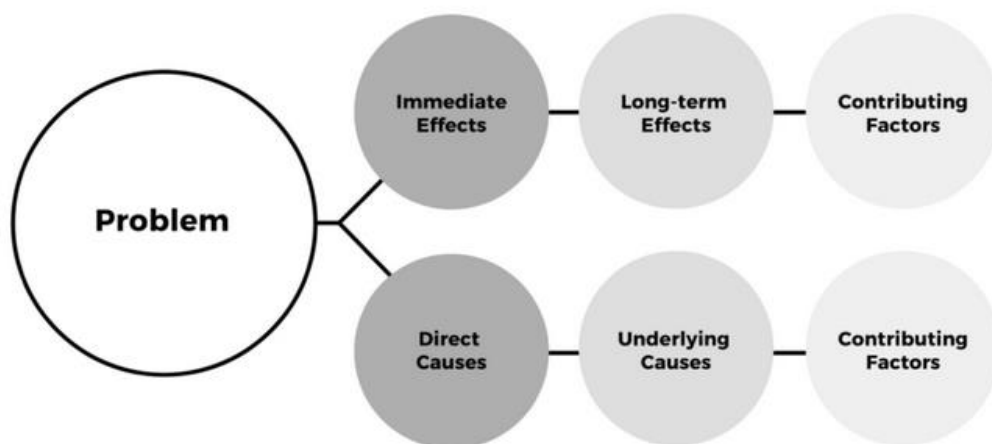 Problem
Immediate
Effects
Long-term
Effects
Contributing
Factors
Direct
Causes
Underlying
Causes
Contributing
Factors